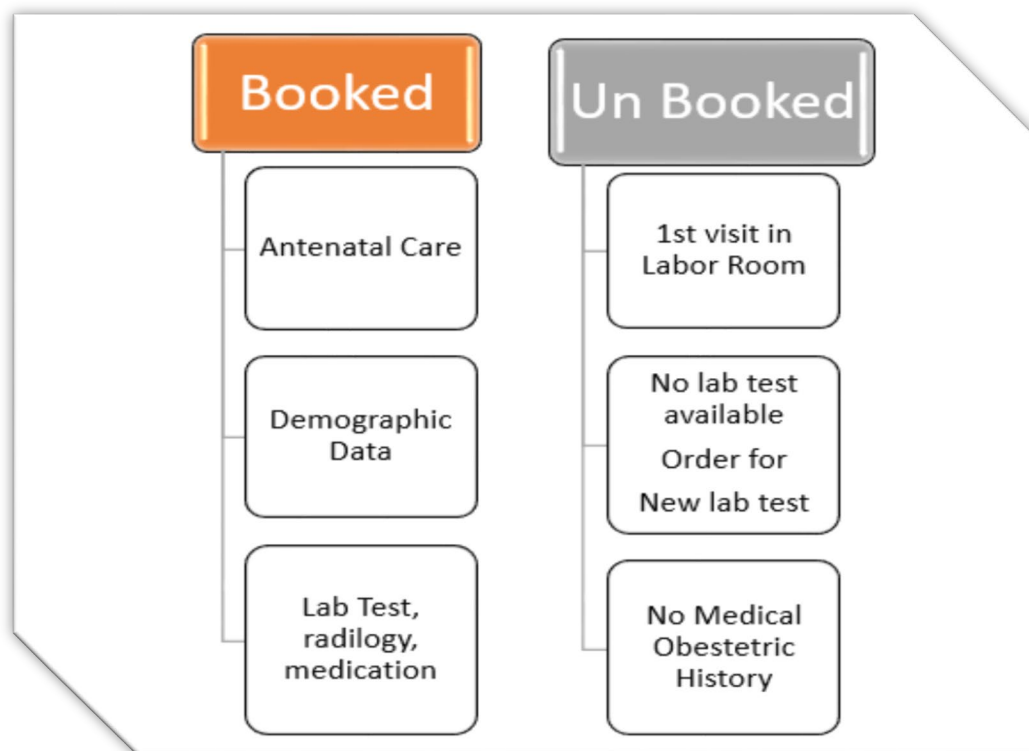 Booked
Antenatal Care
Demographic
Data
Lab Test,
radilogy,
medication
Un Booked
1st visit in
Labor Room
No lab test
available
Order for
New lab test
No Medical
Obestetric
History